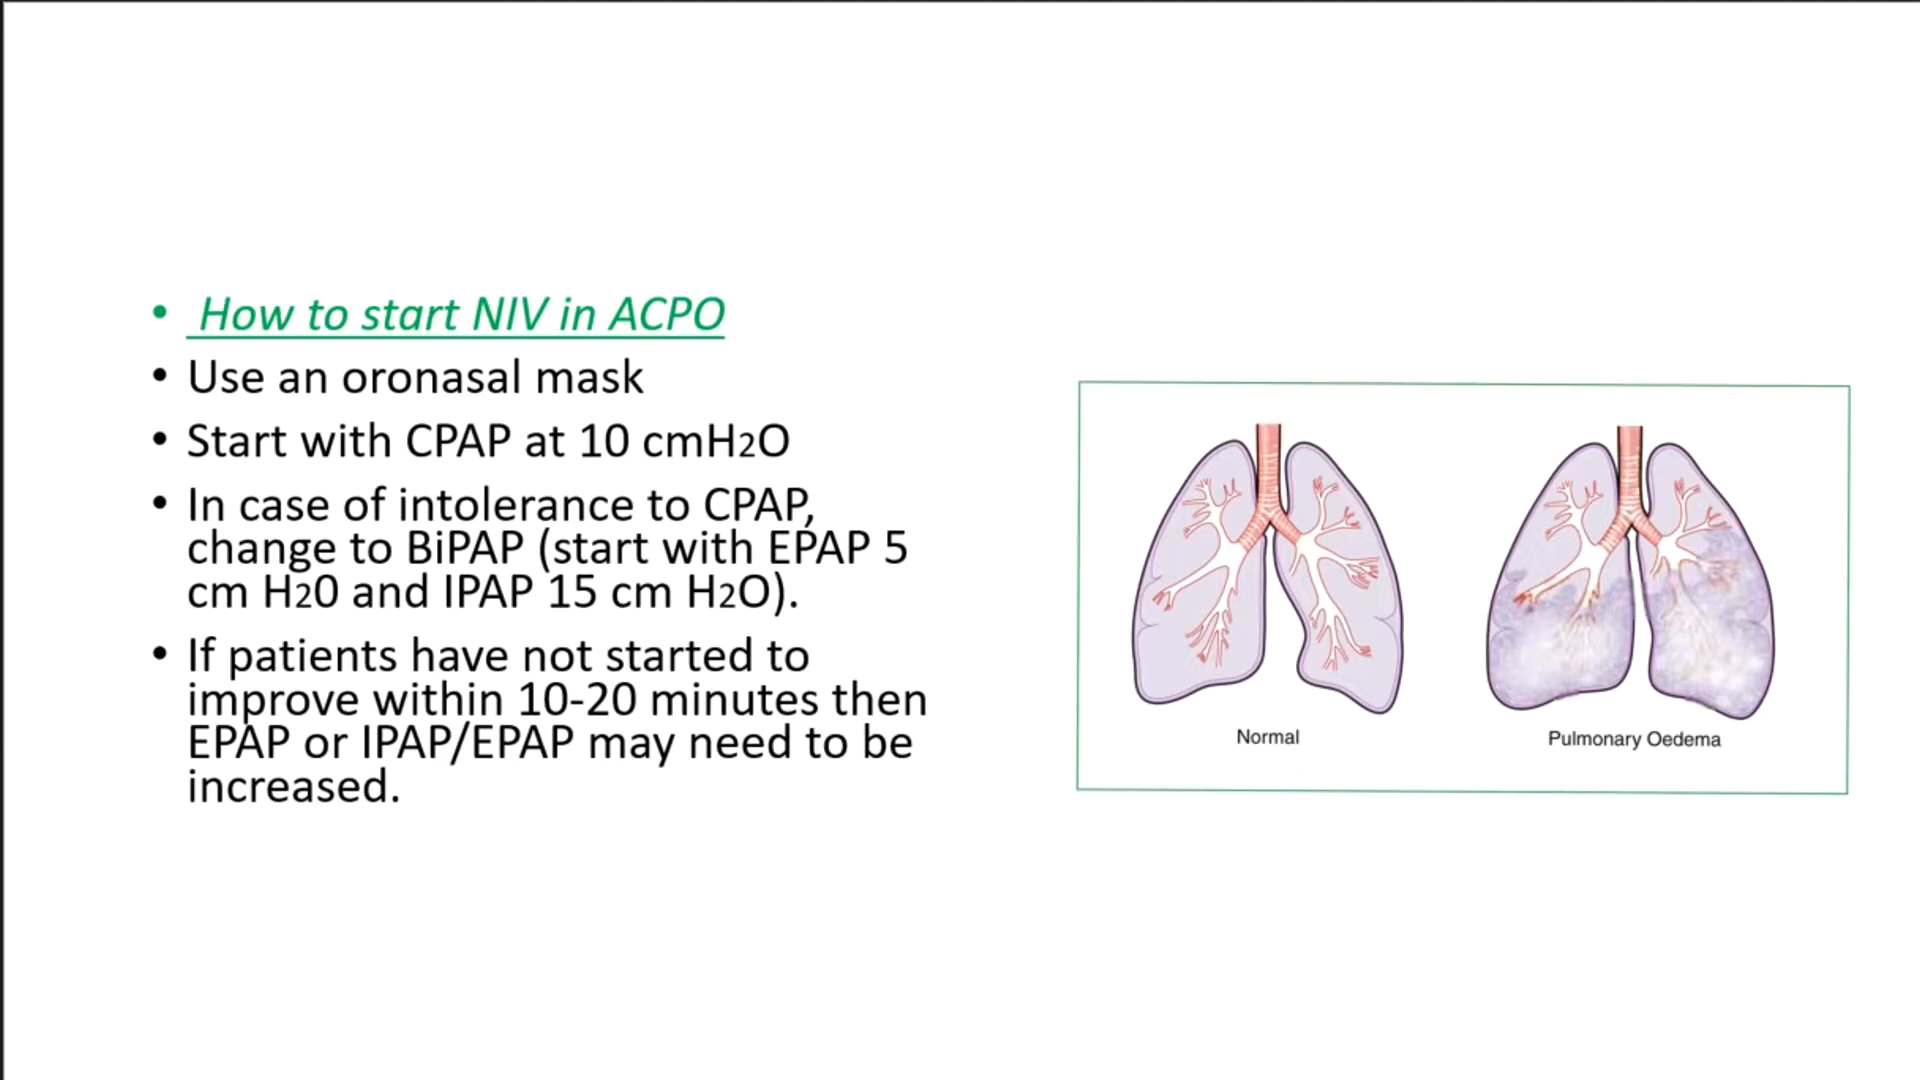 • How to start NIV in ACPO
• Use an oronasal mask
• Start with CPAP at 10 cmH2O
• In case of intolerance to CPAP,
change to BiPAP (start with EPAP 5
cm H20 and IPAP 15 cm H2O).
• If patients have not started to
improve within 10-20 minutes then
EPAP or IPAP/EPAP may need to be
increased.
Normal
Pulmonary Oedema